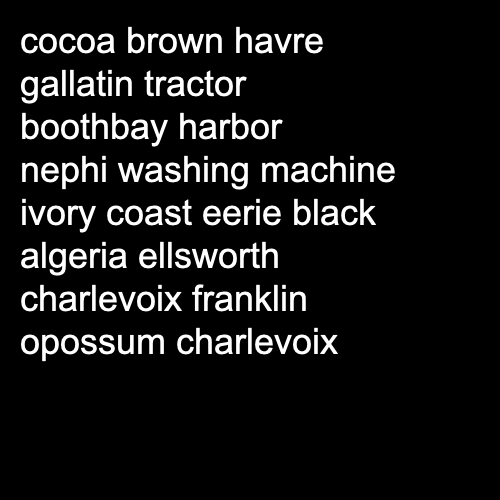 cocoa brown havre
gallatin tractor
boothbay harbor
nephi washing machine
ivory coast eerie black
algeria ellsworth
charlevoix franklin
opossum charlevoix